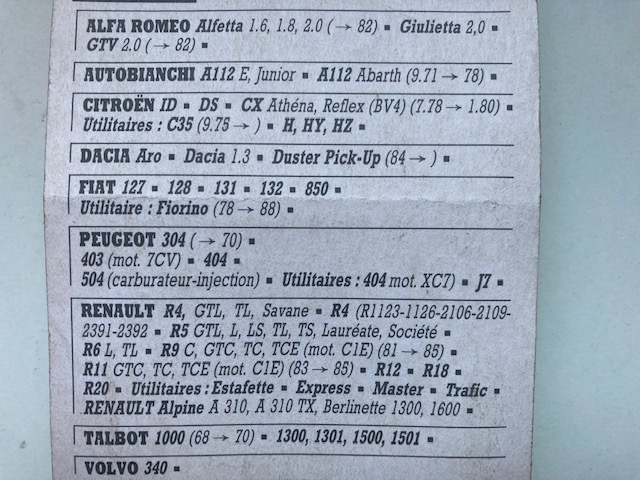 ALFA ROMEO Alfetta 1.6, 1.8, 2.0 (→ 82) ▪ Giulietta 2,0 ▪
GTV 2.0 (→ 82) ▪
AUTOBIANCHI A112 E, Junior ▪ A112 Abarth (9.71 → 78) ▪
CITROËN ID ▪ DS ▪ CX Athéna, Reflex (BV4) (7.78 → 1.80) ▪
Utilitaires : C35 (9.75 → ) ▪ H, HY, HZ ▪
DACIA Aro ▪ Dacia 1.3 ▪ Duster Pick-Up (84 → ) ▪
FIAT 127 ▪ 128 ▪ 131 ▪ 132 ▪ 850 ▪
Utilitaire : Fiorino (78 → 88) ▪
PEUGEOT 304 (→ 70) ▪
403 (mot. 7CV) ▪ 404 ▪
504 (carburateur-injection) ▪ Utilitaires : 404 mot. XC7) ▪ J7 ▪
RENAULT R4, GTL, TL, Savane ▪ R4 (R1123-1126-2106-2109-
2391-2392 ▪ R5 GTL, L, LS, TL, TS, Lauréate, Société ▪
R6 L, TL ▪ R9 C, GTC, TC, TCE (mot. C1E) (81 → 85) ▪
R11 GTC, TC, TCE (mot. C1E) (83 → 85) ▪ R12 ▪ R18 ▪
R20 ▪ Utilitaires : Estafette ▪ Express ▪ Master ▪ Trafic ▪
RENAULT Alpine A 310, A 310 TX, Berlinette 1300, 1600 ▪
TALBOT 1000 (68 → 70) ▪ 1300, 1301, 1500, 1501 ▪
VOLVO 340 ▪